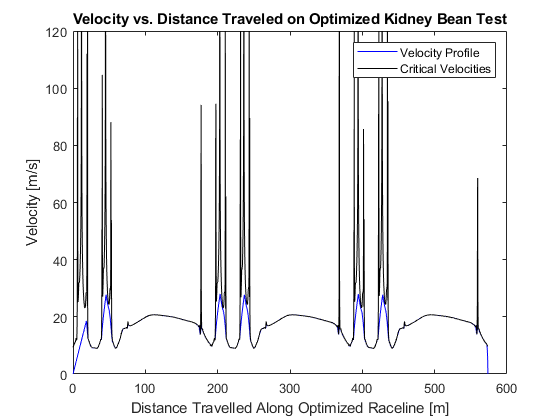 Velocity vs. Distance Traveled on Optimized Kidney Bean Test
120
100
80
60
40
20
0
Velocity [m/s]
Velocity Profile
Critical Velocities
0 100 200 300 400 500 600
Distance Travelled Along Optimized Raceline [m]